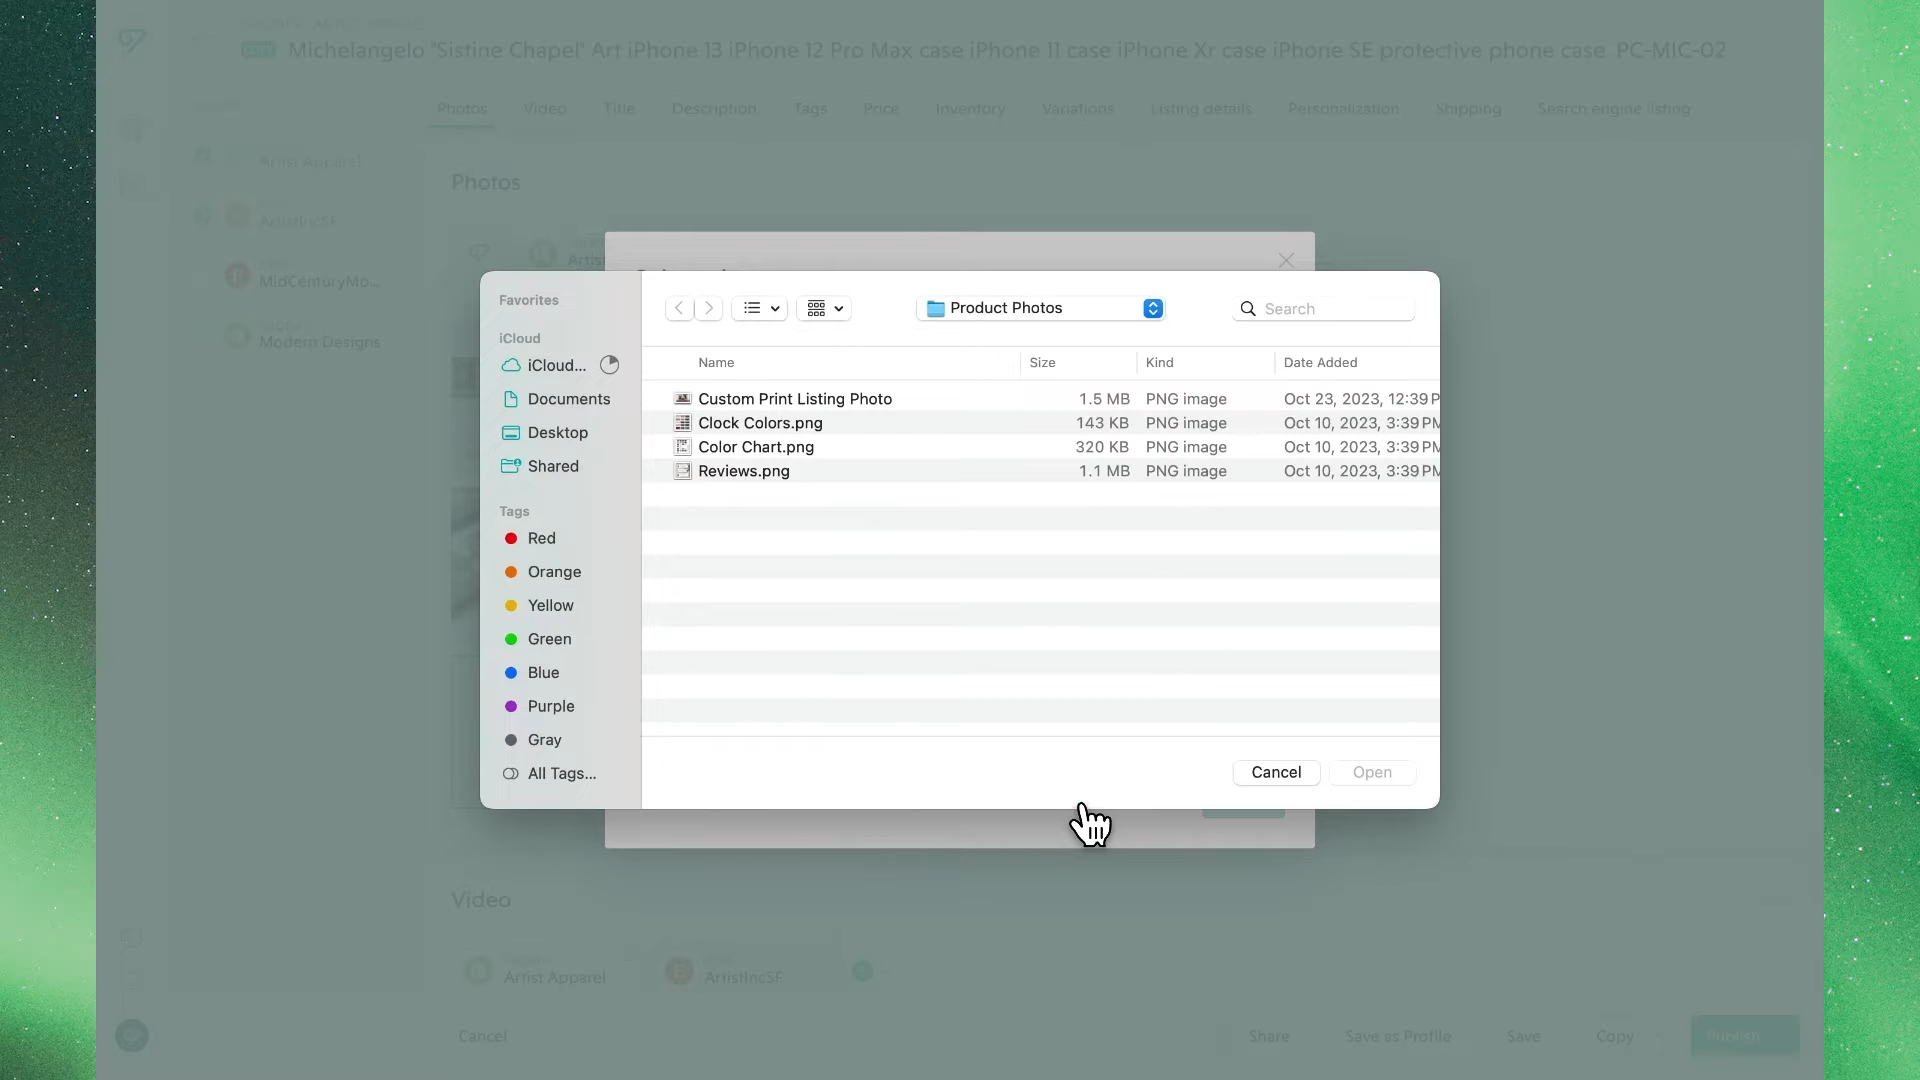 Michelangelo "Sistine Chapel" Art iPhone 13 iPhone 12 Pro Max case iPhone 11 case iPhone Xr case iPhone SE protective phone case PC-MIC-02
Photos Video Title Description Tags Price Inventory Variations Listing details Personalization Shipping Search engine listing
Artist Apparel
ArtistIncSF
MidCenturyMo...
Modern Designs
Photos
Artis
Favorites
iCloud
iCloud...
Documents
Desktop
Shared
Tags
Red
Orange
Yellow
Green
Blue
Purple
Gray
All Tags...
Product Photos
Search
Name Size Kind Date Added
Custom Print Listing Photo 1.5 MB PNG image Oct 23, 2023, 12:39 P
Clock Colors.png 143 KB PNG image Oct 10, 2023, 3:39 PM
Color Chart.png 320 KB PNG image Oct 10, 2023, 3:39 PM
Reviews.png 1.1 MB PNG image Oct 10, 2023, 3:39 PM
Cancel Open
Video
Artist Apparel
ArtistIncSF
Cancel Share Save as Profile Save Copy Publish